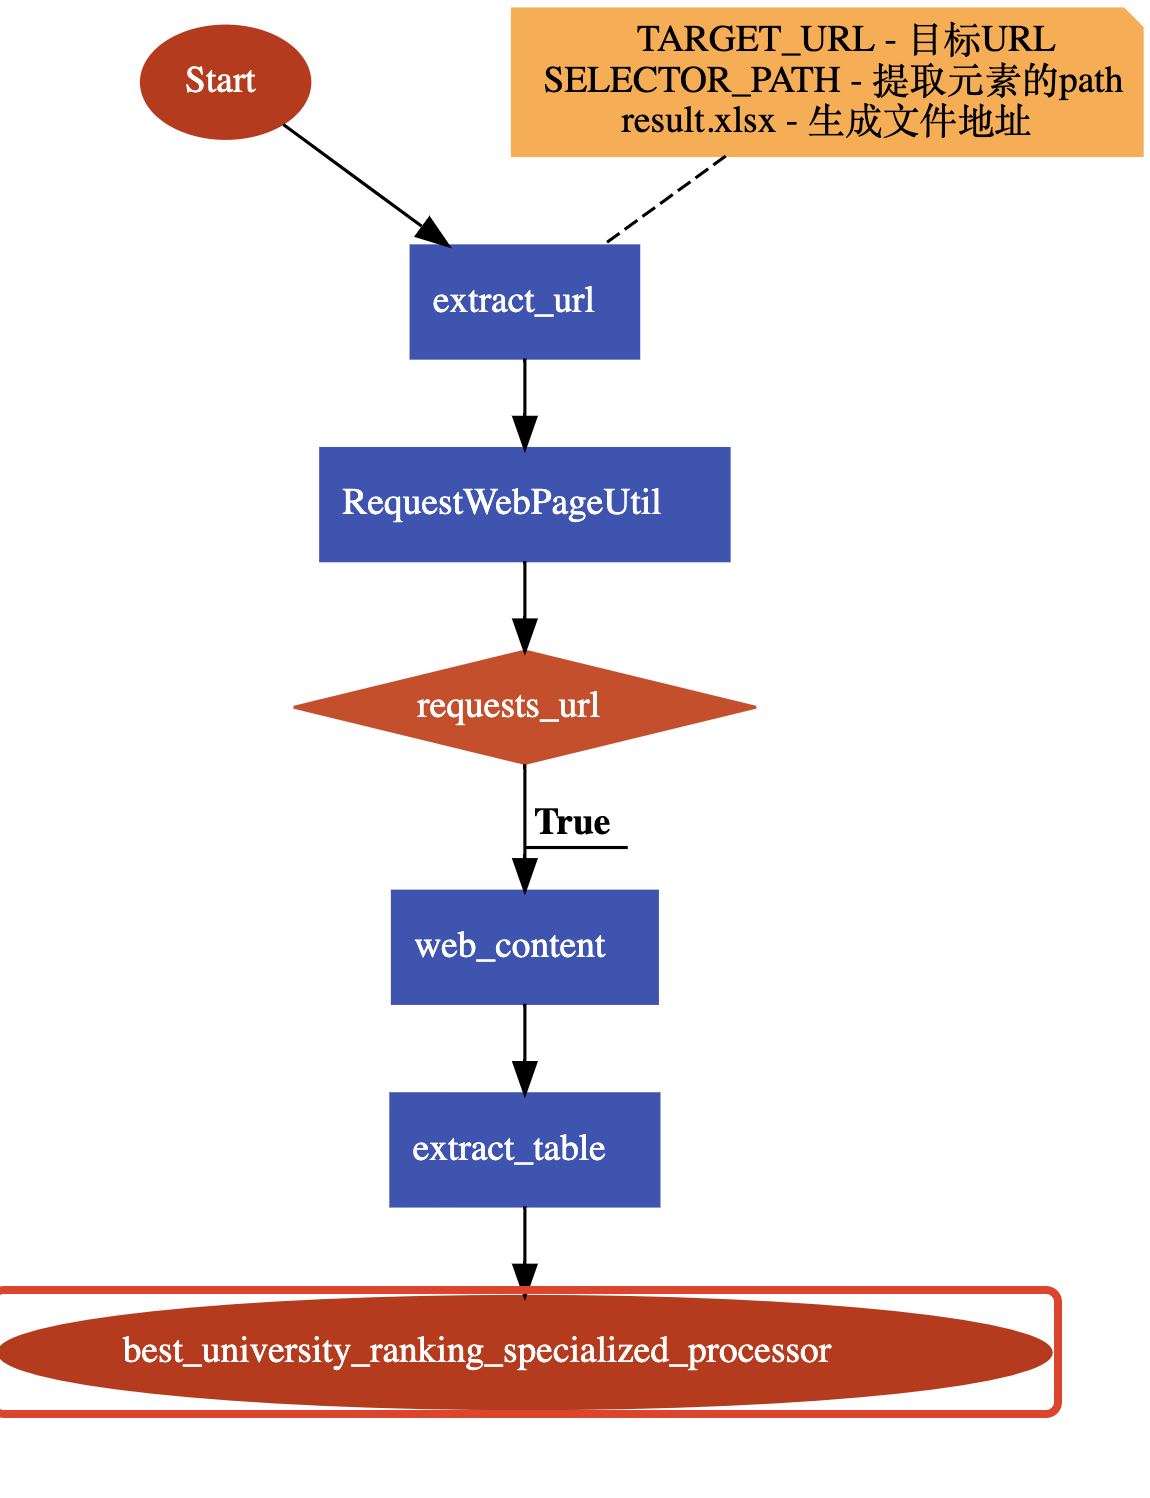 Start
TARGET_URL - 目标URL
SELECTOR_PATH - 提取元素的path
result.xlsx - 生成文件地址
extract_url
RequestWebPageUtil
requests_url
True
web_content
extract_table
best_university_ranking_specialized_processor